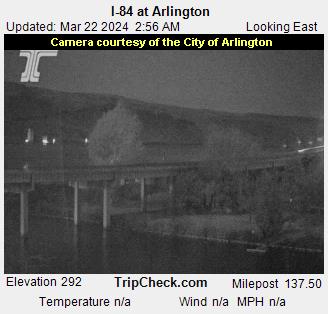 I-84 at Arlington
Updated: Mar 22 2024 2:56 AM Looking East
Camera courtesy of the City of Arlington
Elevation 292 TripCheck.com Milepost 137.50
Temperature n/a Wind n/a MPH n/a